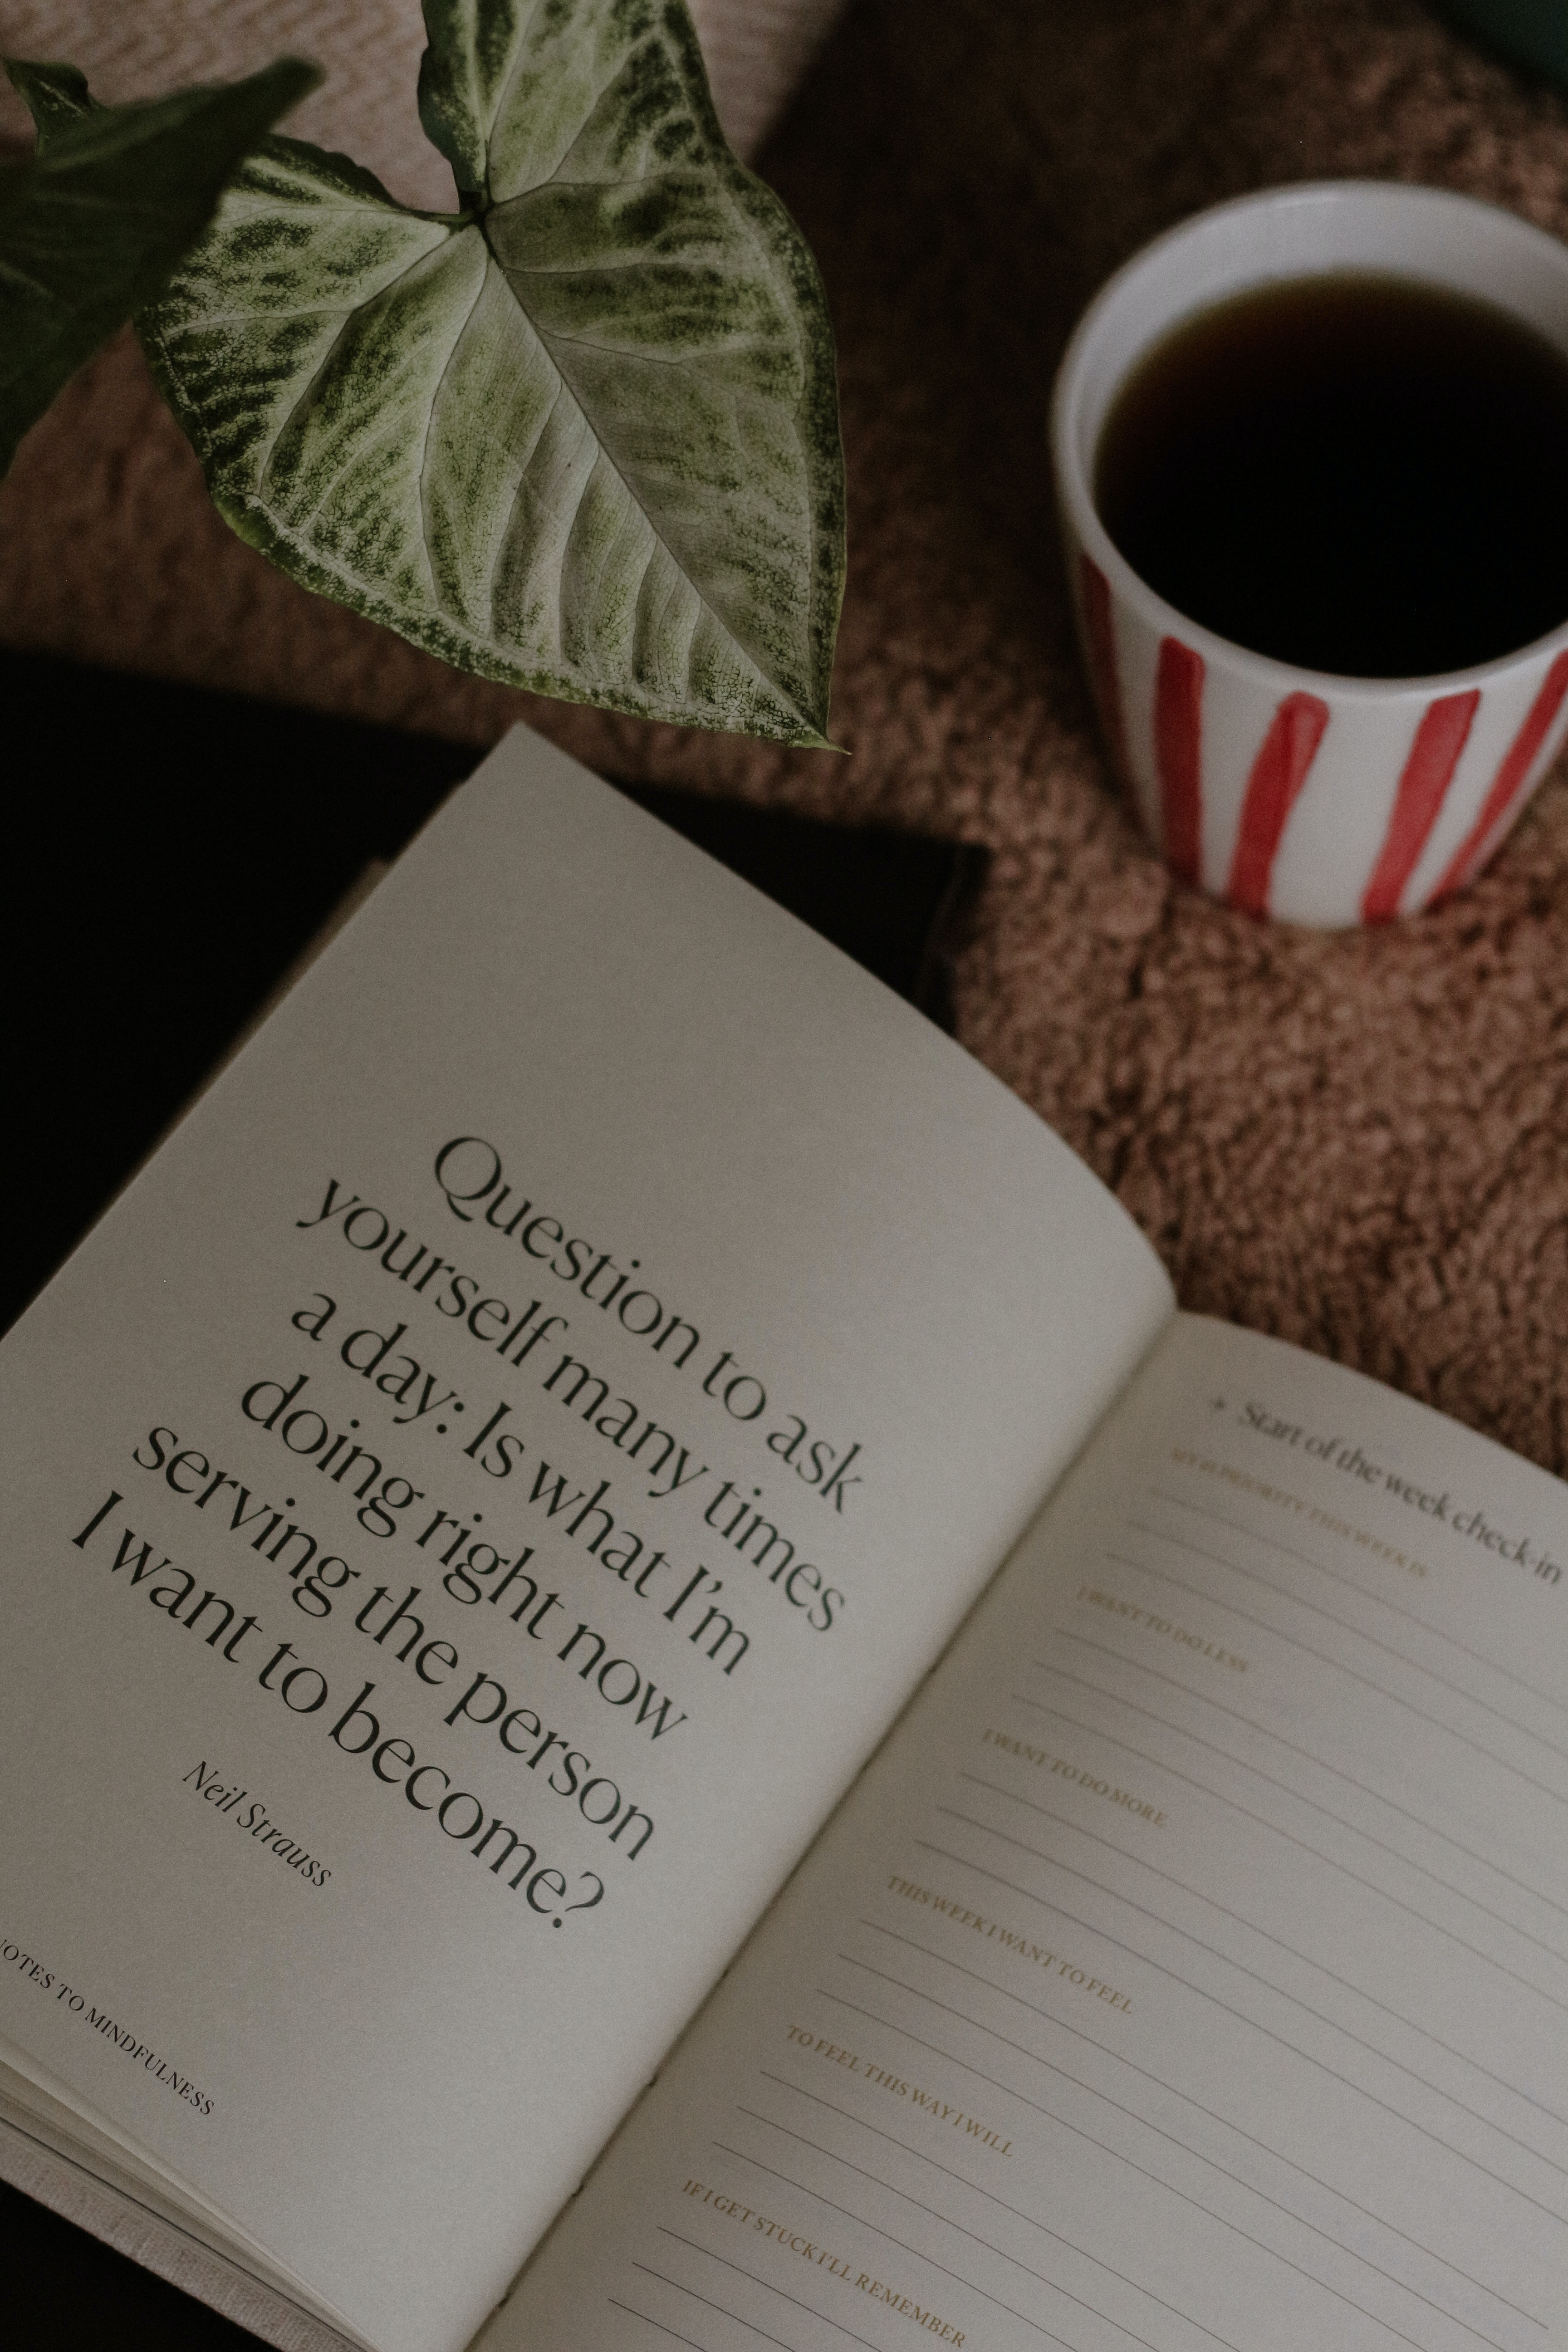 Question to ask
yourself many times
a day: Is what I'm
doing right now
serving the person
I want to become?
Neil Strauss
NOTES TO MINDFULNESS
Start of the week check-in
MY #1 PRIORITY THIS WEEK IS
I WANT TO DO LESS
I WANT TO DO MORE
THIS WEEK I WANT TO FEEL
TO FEEL THIS WAY I WILL
IF I GET STUCK I'LL REMEMBER